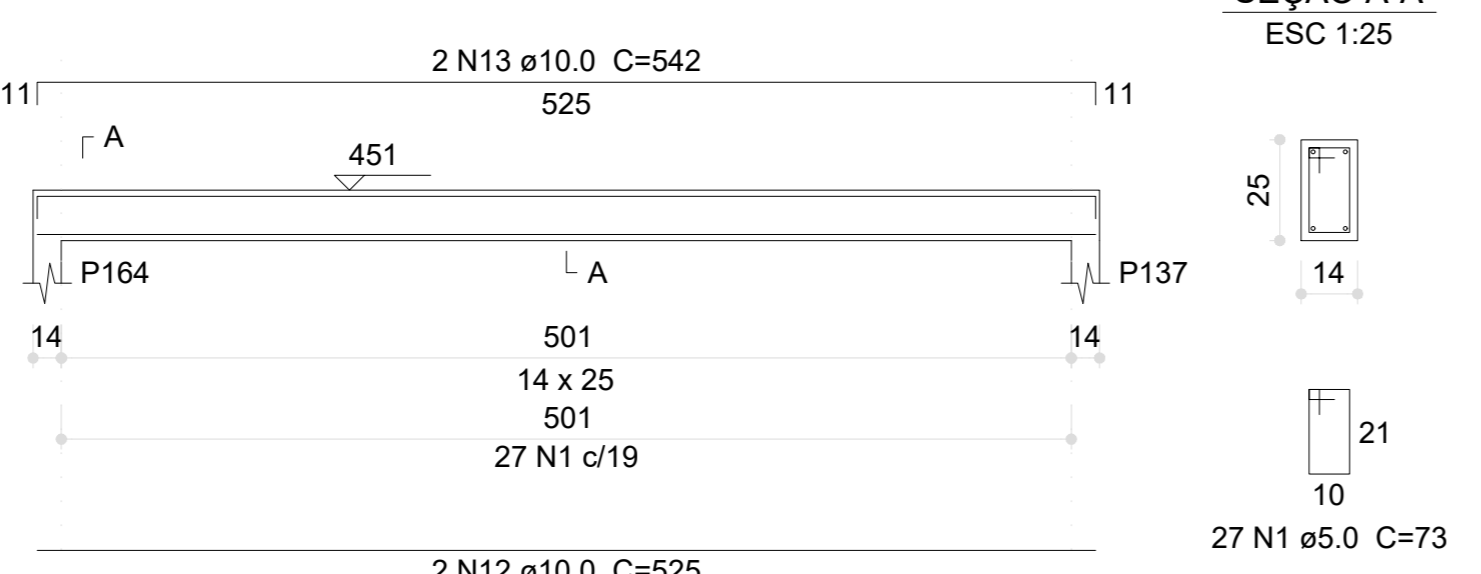 SEÇÃO A-A
ESC 1:25
2 N13 ø10.0 C=542
11
525
11
A
451
25
P164
A
P137
14
14
501
14
14 x 25
501
27 N1 c/19
21
10
27 N1 ø5.0 C=73
2 N12 ø10.0 C=525